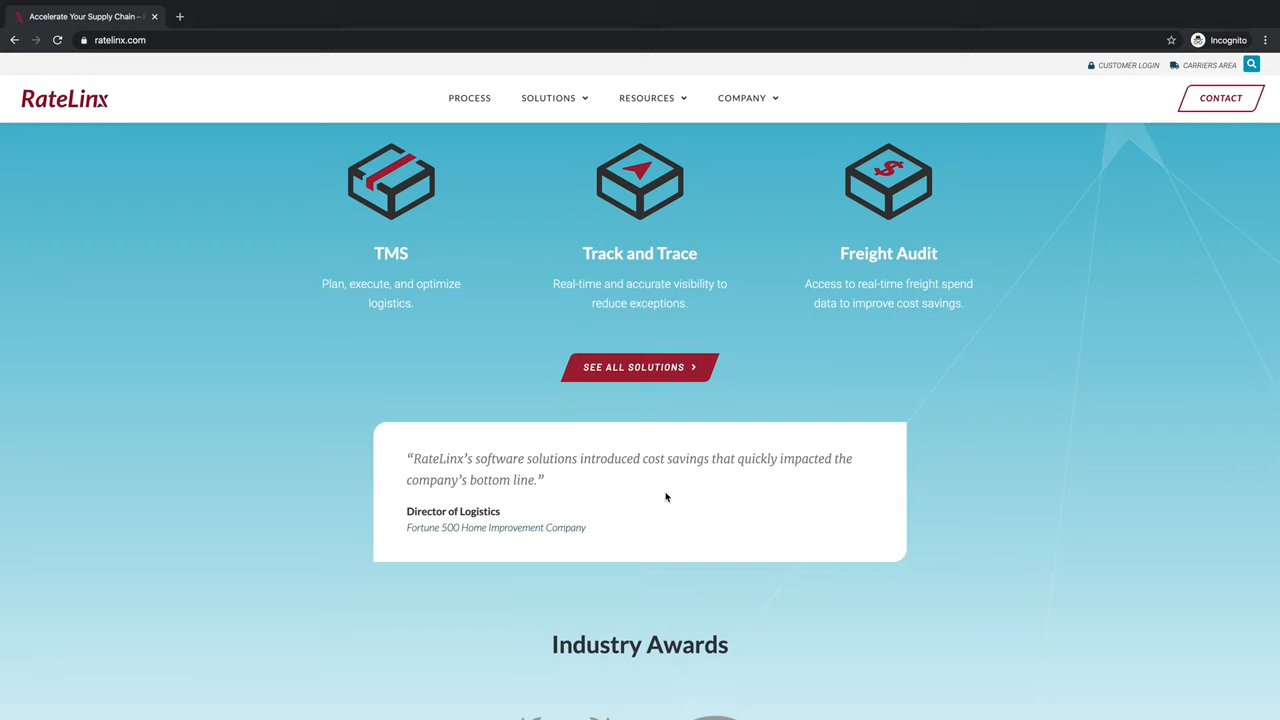 Accelerate Your Supply Chain –
ratelinx.com
Incognito
CUSTOMER LOGIN
CARRIERS AREA
RateLinx
PROCESS
SOLUTIONS
RESOURCES
COMPANY
CONTACT
TMS
Track and Trace
Freight Audit
Plan, execute, and optimize
logistics.
Real-time and accurate visibility to
reduce exceptions.
Access to real-time freight spend
data to improve cost savings.
SEE ALL SOLUTIONS
“RateLinx’s software solutions introduced cost savings that quickly impacted the
company’s bottom line.”
Director of Logistics
Fortune 500 Home Improvement Company
Industry Awards